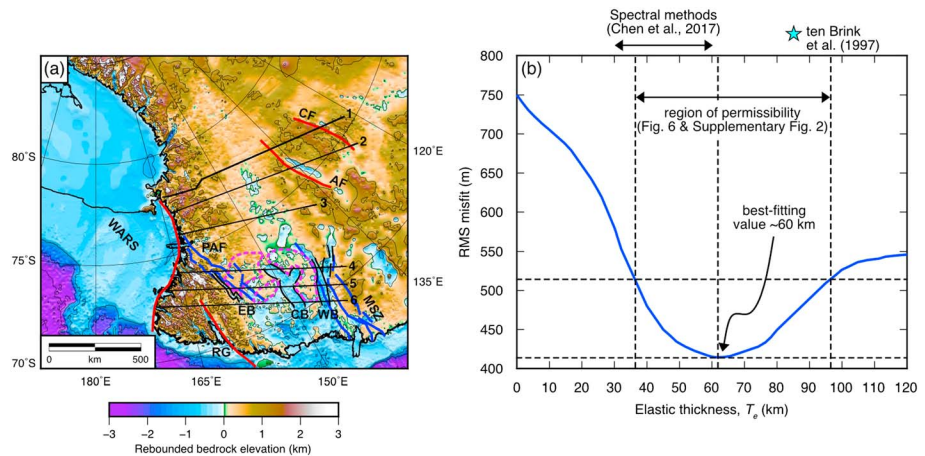 Spectral methods
(Chen et al., 2017)
ten Brink
et al. (1997)
(a)
CF
1
2
AF
3
WARS
PAF
4
5
6
EB
CB
WB
MSZ
RG
0 km 500
80°S
75°S
70°S
120°E
135°E
180°E
165°E
150°E
−3 −2 −1 0 1 2 3
Rebounded bedrock elevation (km)
(b)
region of permissibility
(Fig. 6 & Supplementary Fig. 2)
best-fitting
value ~60 km
RMS misfit (m)
800
750
700
650
600
550
500
450
400
0 10 20 30 40 50 60 70 80 90 100 110 120
Elastic thickness, Te (km)